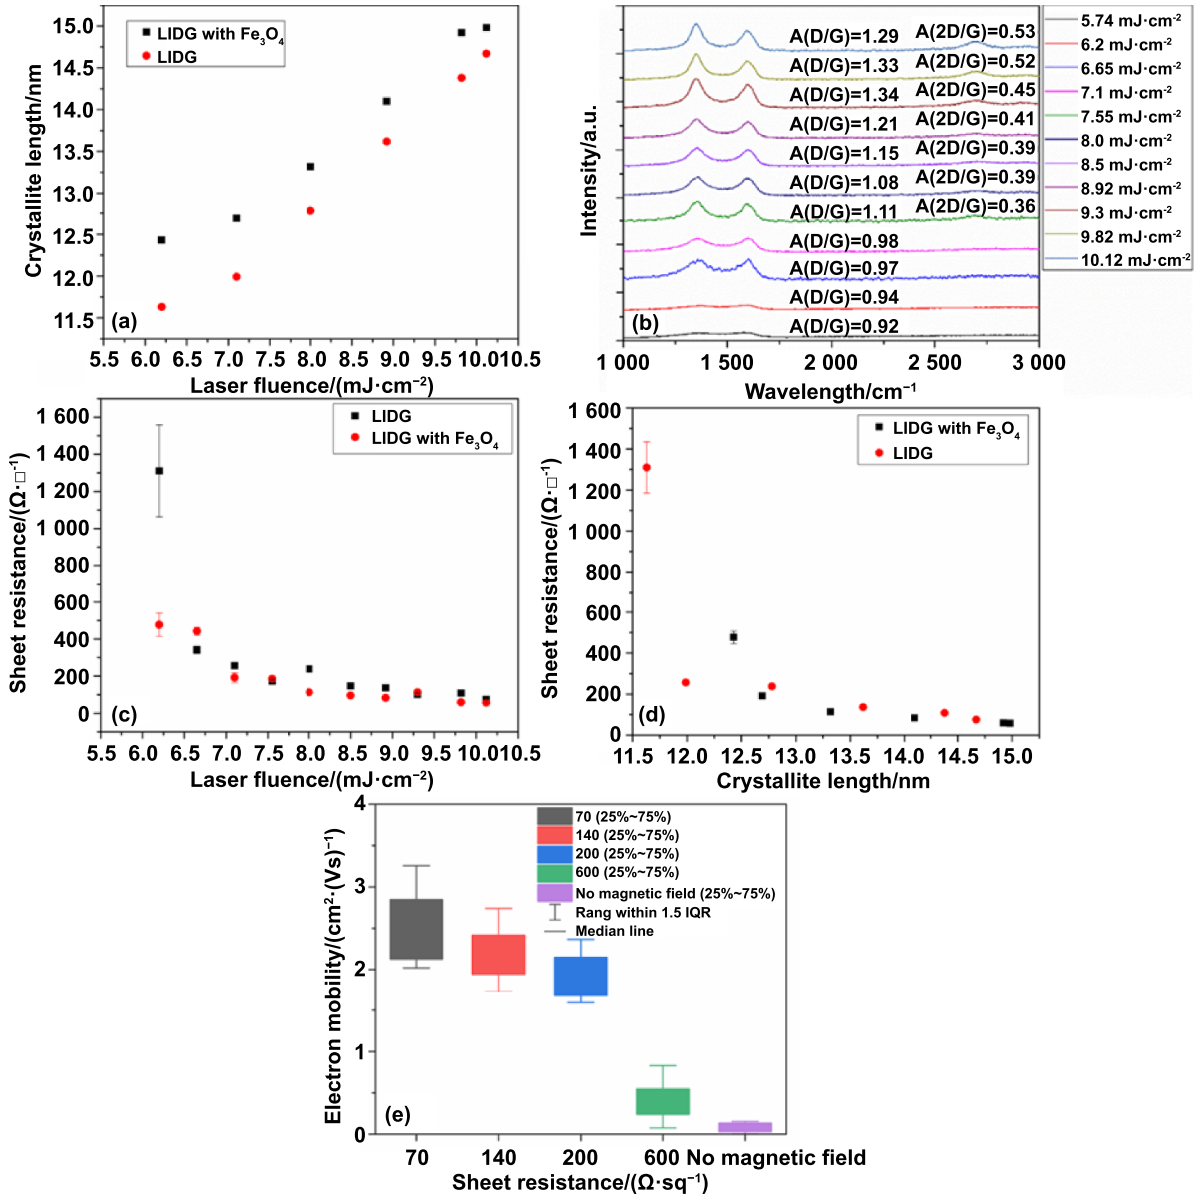 15.0
14.5
14.0
13.5
13.0
12.5
12.0
11.5
Crystallite length/nm
LIDG with Fe₃O₄
LIDG
(a)
5.5 6.0 6.5 7.0 7.5 8.0 8.5 9.0 9.5 10.0 10.5
Laser fluence/(mJ·cm⁻²)
Intensity/a.u.
A(D/G)=1.29 A(2D/G)=0.53
A(D/G)=1.33 A(2D/G)=0.52
A(D/G)=1.34 A(2D/G)=0.45
A(D/G)=1.21 A(2D/G)=0.41
A(D/G)=1.15 A(2D/G)=0.39
A(D/G)=1.08 A(2D/G)=0.39
A(D/G)=1.11 A(2D/G)=0.36
A(D/G)=0.98
A(D/G)=0.97
A(D/G)=0.94
A(D/G)=0.92
(b)
1 000 1 500 2 000 2 500 3 000
Wavelength/cm⁻¹
5.74 mJ·cm⁻²
6.2 mJ·cm⁻²
6.65 mJ·cm⁻²
7.1 mJ·cm⁻²
7.55 mJ·cm⁻²
8.0 mJ·cm⁻²
8.5 mJ·cm⁻²
8.92 mJ·cm⁻²
9.3 mJ·cm⁻²
9.82 mJ·cm⁻²
10.12 mJ·cm⁻²
1 600
1 400
1 200
1 000
800
600
400
200
0
Sheet resistance/(Ω·□⁻¹)
LIDG
LIDG with Fe₃O₄
(c)
5.5 6.0 6.5 7.0 7.5 8.0 8.5 9.0 9.5 10.0 10.5
Laser fluence/(mJ·cm⁻²)
1 600
1 400
1 200
1 000
800
600
400
200
0
Sheet resistance/(Ω·□⁻¹)
LIDG with Fe₃O₄
LIDG
(d)
11.5 12.0 12.5 13.0 13.5 14.0 14.5 15.0
Crystallite length/nm
4
3
2
1
0
Electron mobility/(cm²·(Vs)⁻¹)
70 (25%~75%)
140 (25%~75%)
200 (25%~75%)
600 (25%~75%)
No magnetic field (25%~75%)
Rang within 1.5 IQR
Median line
(e)
70 140 200 600 No magnetic field
Sheet resistance/(Ω·sq⁻¹)